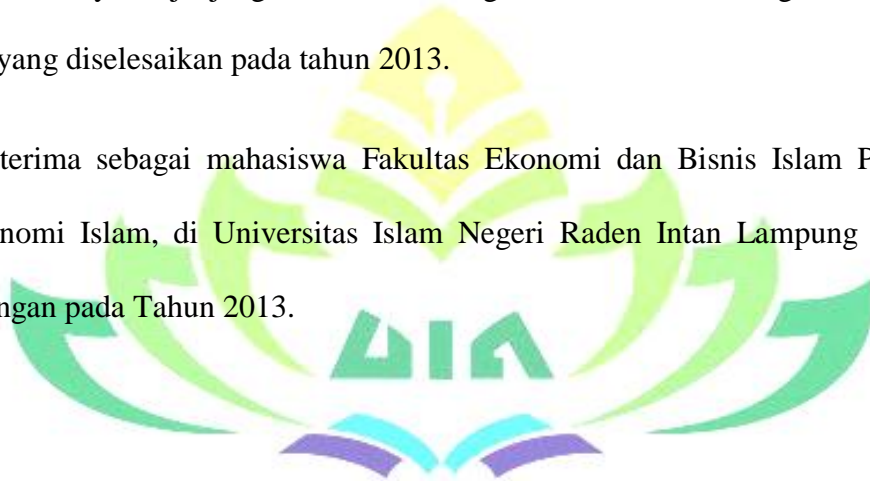 yang diselesaikan pada tahun 2013.
terima sebagai mahasiswa Fakultas Ekonomi dan Bisnis Islam P
nomi Islam, di Universitas Islam Negeri Raden Intan Lampung
ngan pada Tahun 2013.